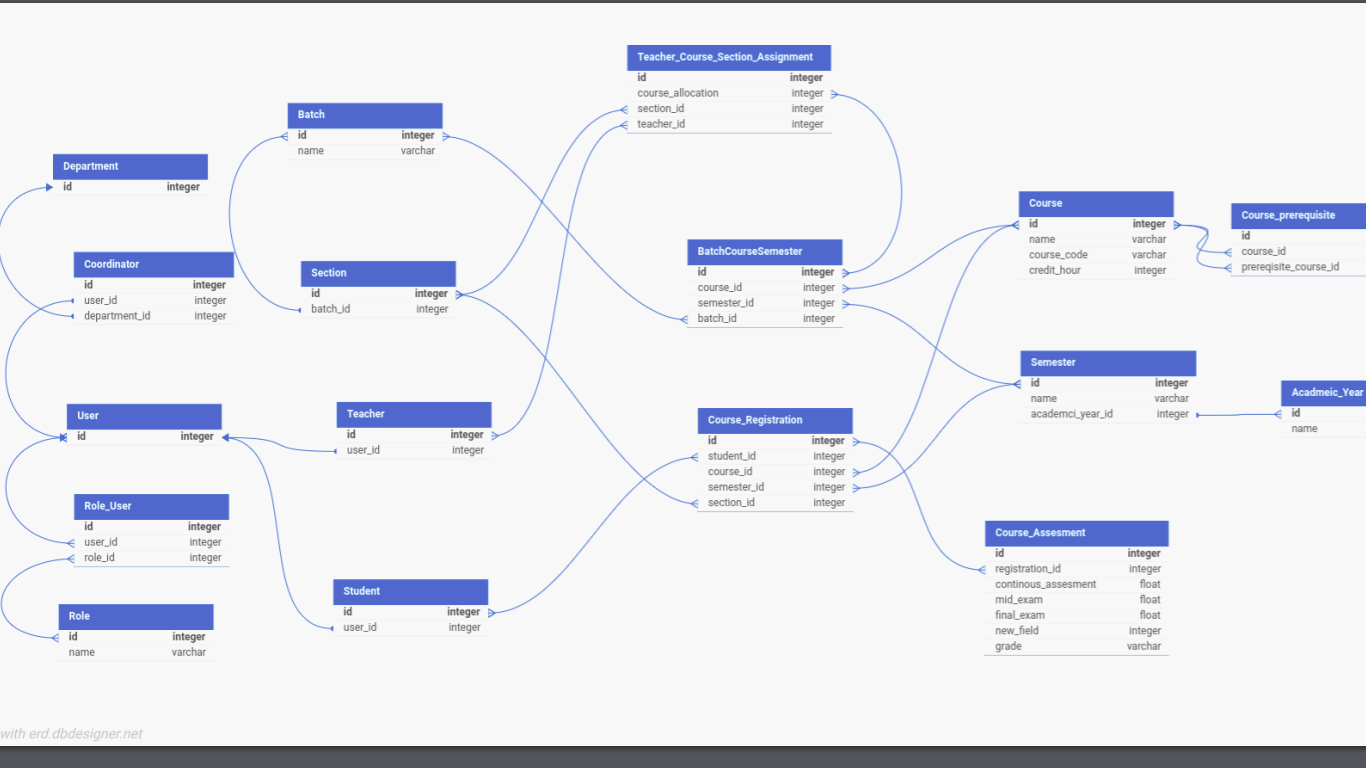 Teacher_Course_Section_Assignment
id integer
course_allocation integer
section_id integer
teacher_id integer
Batch
id integer
name varchar
Department
id integer
Course
id integer
name varchar
course_code varchar
credit_hour integer
Course_prerequisite
id
course_id
prereqisite_course_id
BatchCourseSemester
id integer
course_id integer
semester_id integer
batch_id integer
Coordinator
id integer
user_id integer
department_id integer
Section
id integer
batch_id integer
Semester
id integer
name varchar
academci_year_id integer
Acadmeic_Year
id
name
User
id integer
Teacher
id integer
user_id integer
Course_Registration
id integer
student_id integer
course_id integer
semester_id integer
section_id integer
Role_User
id integer
user_id integer
role_id integer
Course_Assesment
id integer
registration_id integer
continous_assesment float
mid_exam float
final_exam float
new_field integer
grade varchar
Student
id integer
user_id integer
Role
id integer
name varchar
with erd.dbdesigner.net